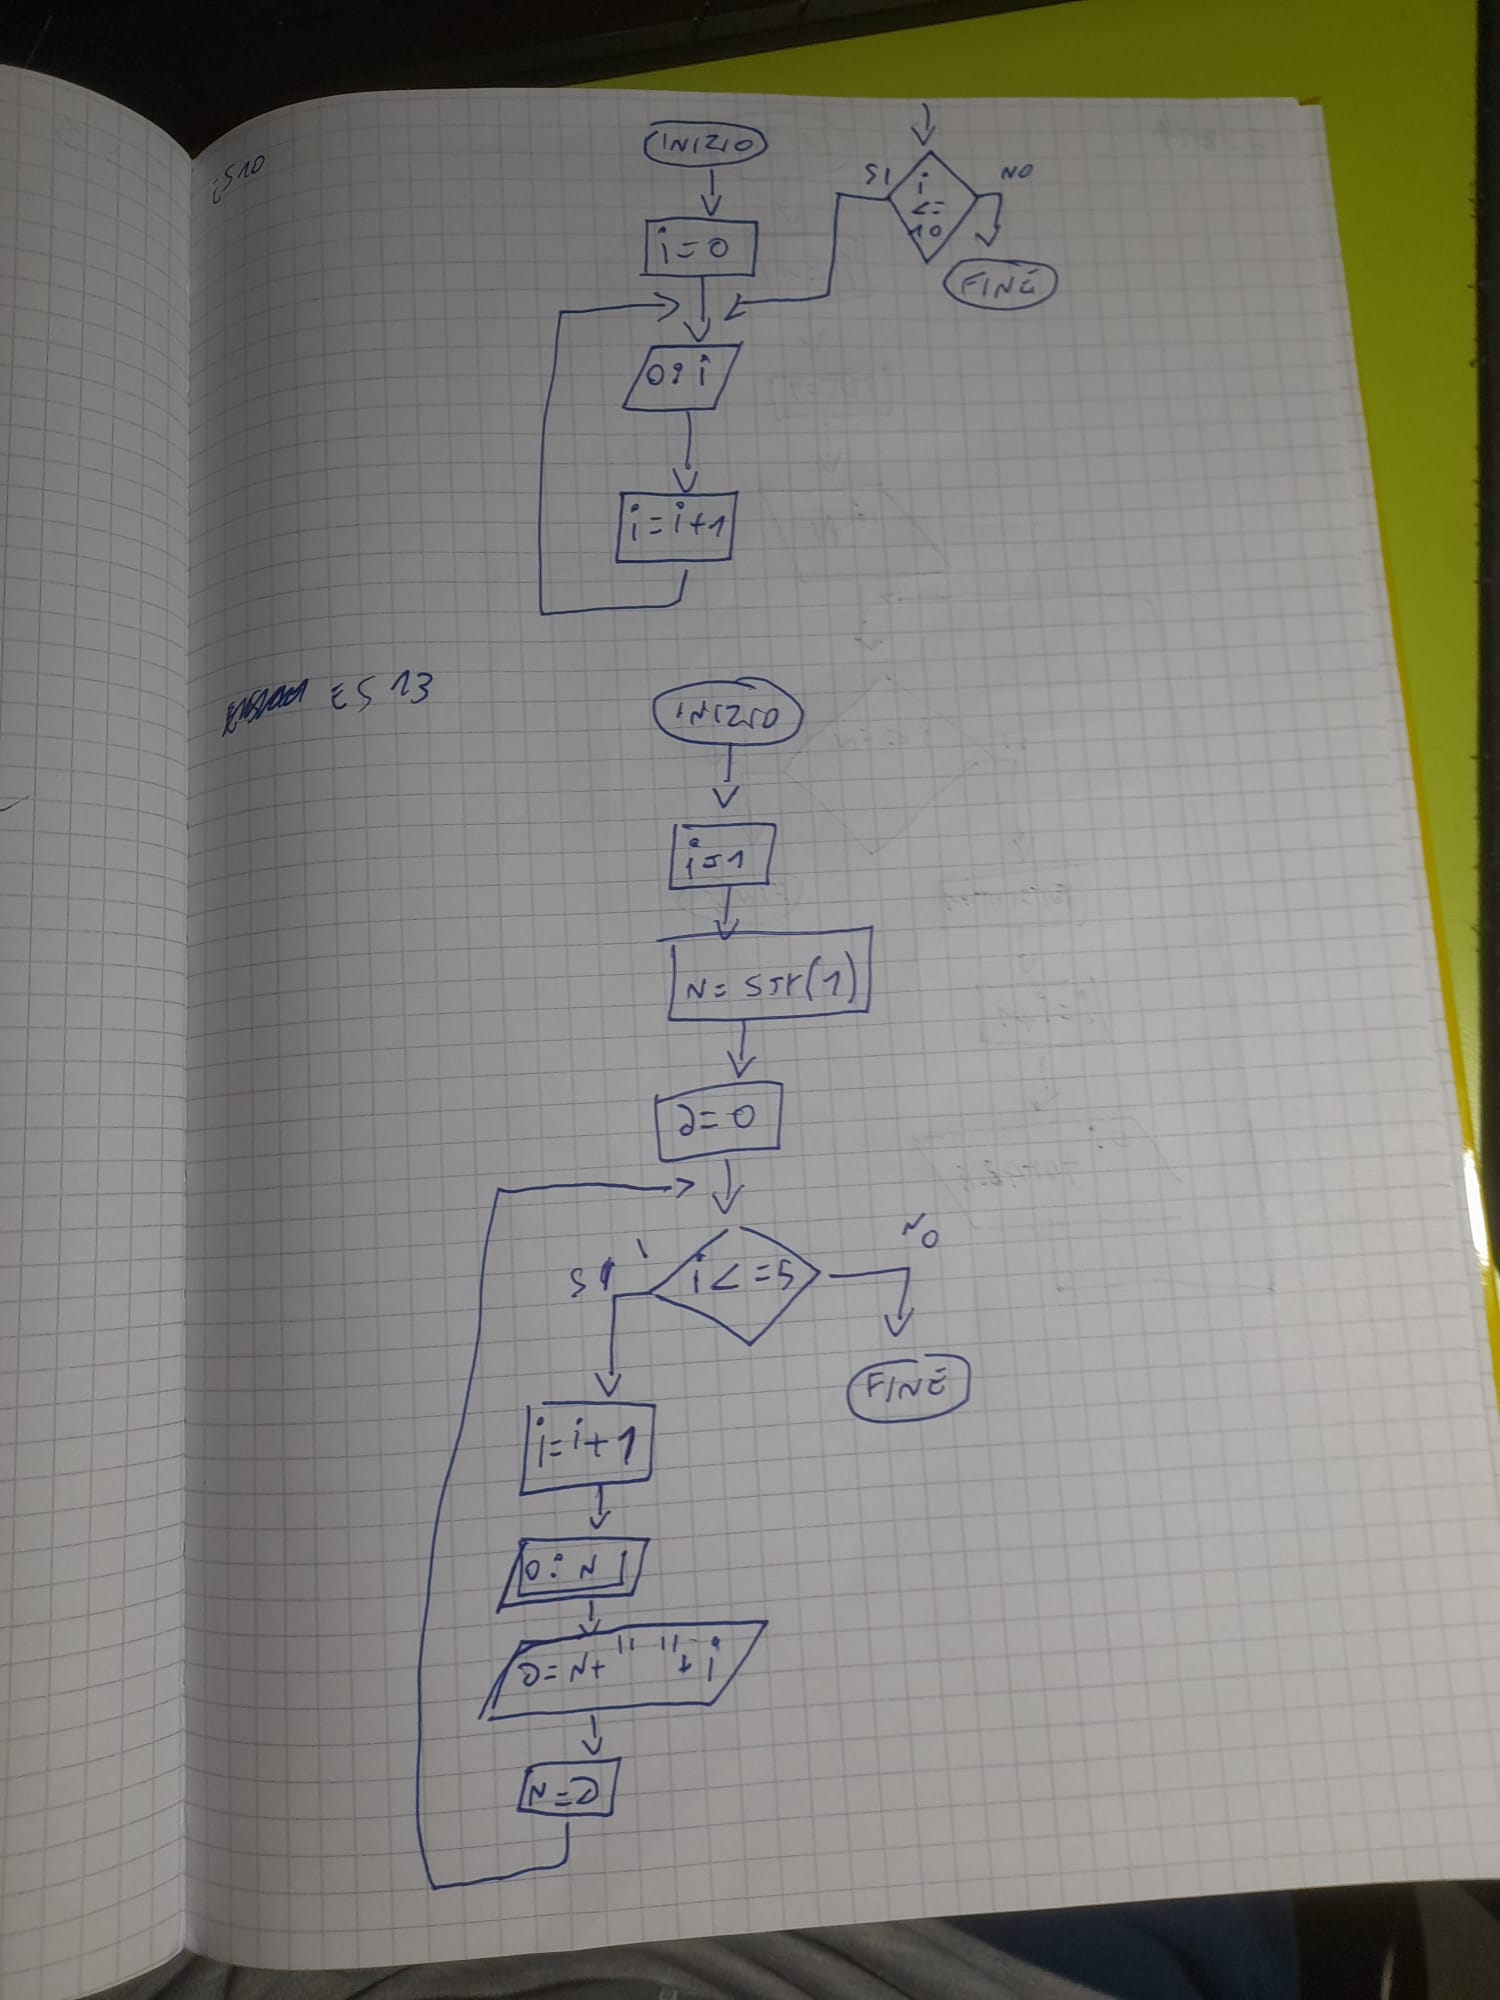 ES10
INIZIO
i=0
O: i
i=i+1
i
<=
10
SI
NO
FINE
ES 13
INIZIO
i=1
N= str(1)
a=0
i<=5
SI
NO
FINE
i=i+1
O: N
a=N+" "+i
N=a